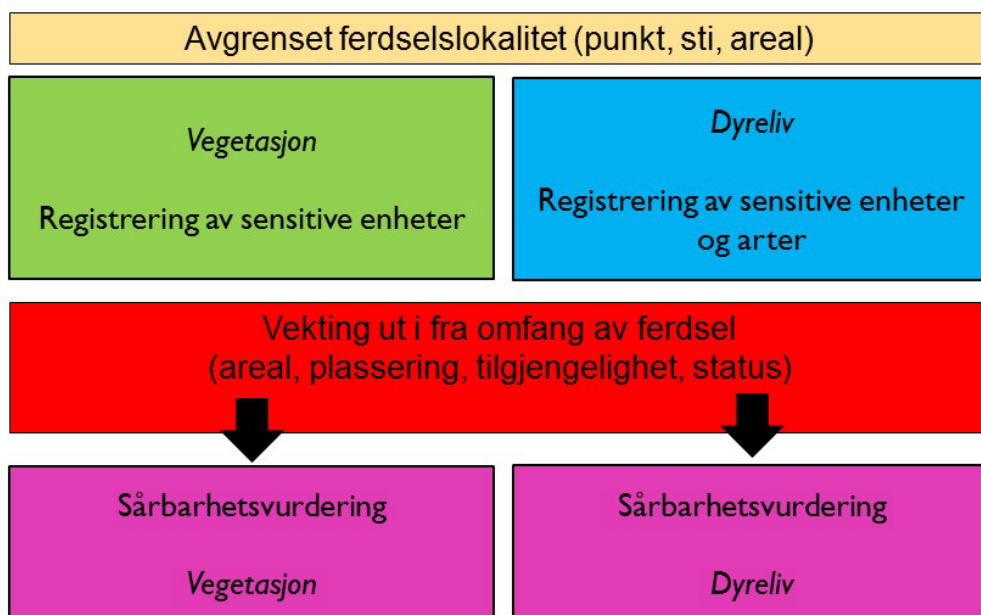 Avgrenset ferdselslokalitet (punkt, sti, areal)
Vegetasjon
Registrering av sensitive enheter
Dyreliv
Registrering av sensitive enheter
og arter
Vekting ut i fra omfang av ferdsel
(areal, plassering, tilgjengelighet, status)
Sårbarhetsvurdering
Vegetasjon
Sårbarhetsvurdering
Dyreliv